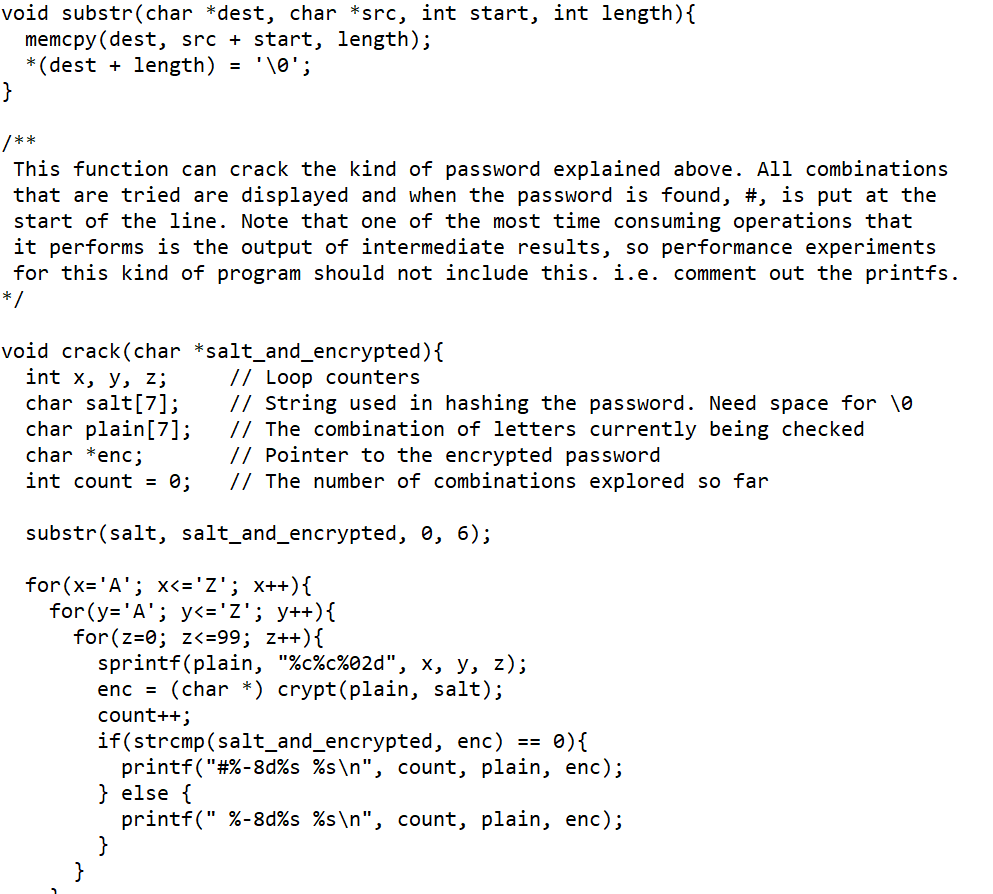 void substr(char *dest, char *src, int start, int length){
  memcpy(dest, src + start, length);
  *(dest + length) = '\0';
}

/**
 This function can crack the kind of password explained above. All combinations
 that are tried are displayed and when the password is found, #, is put at the
 start of the line. Note that one of the most time consuming operations that
 it performs is the output of intermediate results, so performance experiments
 for this kind of program should not include this. i.e. comment out the printfs.
*/

void crack(char *salt_and_encrypted){
  int x, y, z;     // Loop counters
  char salt[7];    // String used in hashing the password. Need space for \0
  char plain[7];   // The combination of letters currently being checked
  char *enc;       // Pointer to the encrypted password
  int count = 0;   // The number of combinations explored so far

  substr(salt, salt_and_encrypted, 0, 6);

  for(x='A'; x<='Z'; x++){
    for(y='A'; y<='Z'; y++){
      for(z=0; z<=99; z++){
        sprintf(plain, "%c%c%02d", x, y, z);
        enc = (char *) crypt(plain, salt);
        count++;
        if(strcmp(salt_and_encrypted, enc) == 0){
          printf("#%-8d%s %s\n", count, plain, enc);
        } else {
          printf(" %-8d%s %s\n", count, plain, enc);
        }
      }